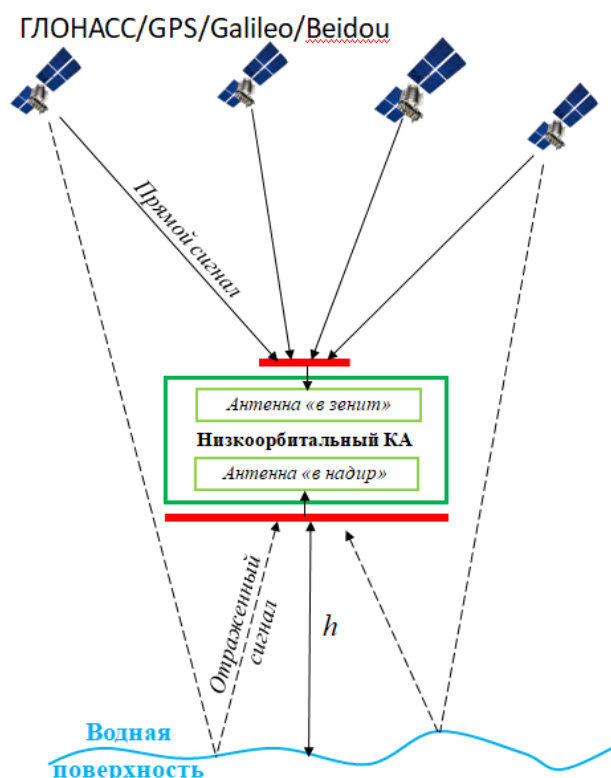 ГЛОНАСС/GPS/Galileo/Beidou
Прямой сигнал
Антенна «в зенит»
Низкоорбитальный КА
Антенна «в надир»
Отраженный
сигнал
h
Водная
поверхность